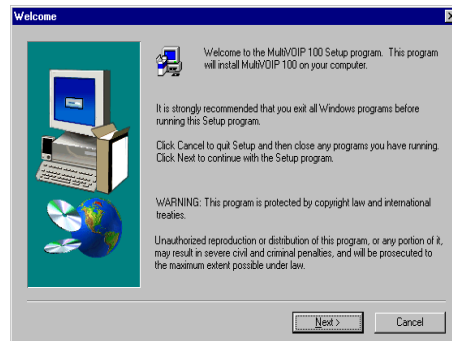 Welcome
Welcome to the MultiVOIP 100 Setup program. This program
will install MultiVOIP 100 on your computer.
It is strongly recommended that you exit all Windows programs before
running this Setup program.
Click Cancel to quit Setup and then close any programs you have running.
Click Next to continue with the Setup program.
WARNING: This program is protected by copyright law and international
treaties.
Unauthorized reproduction or distribution of this program, or any portion of it,
may result in severe civil and criminal penalties, and will be prosecuted to
the maximum extent possible under law.
Next >
Cancel